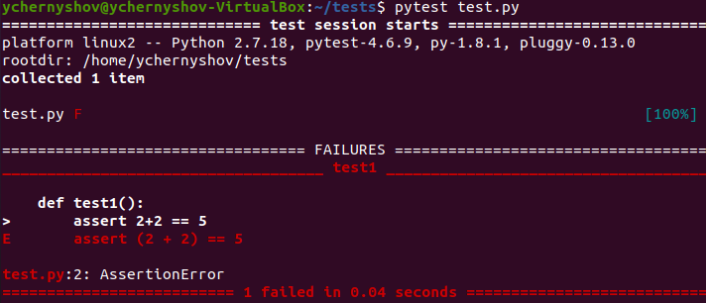 ychernyshov@ychernyshov-VirtualBox:~/tests$ pytest test.py
============================= test session starts =============================
platform linux2 -- Python 2.7.18, pytest-4.6.9, py-1.8.1, pluggy-0.13.0
rootdir: /home/ychernyshov/tests
collected 1 item

test.py F                                                                [100%]

================================== FAILURES ===================================
____________________________________ test1 ____________________________________

    def test1():
>       assert 2+2 == 5
E       assert (2 + 2) == 5

test.py:2: AssertionError
========================== 1 failed in 0.04 seconds ===========================